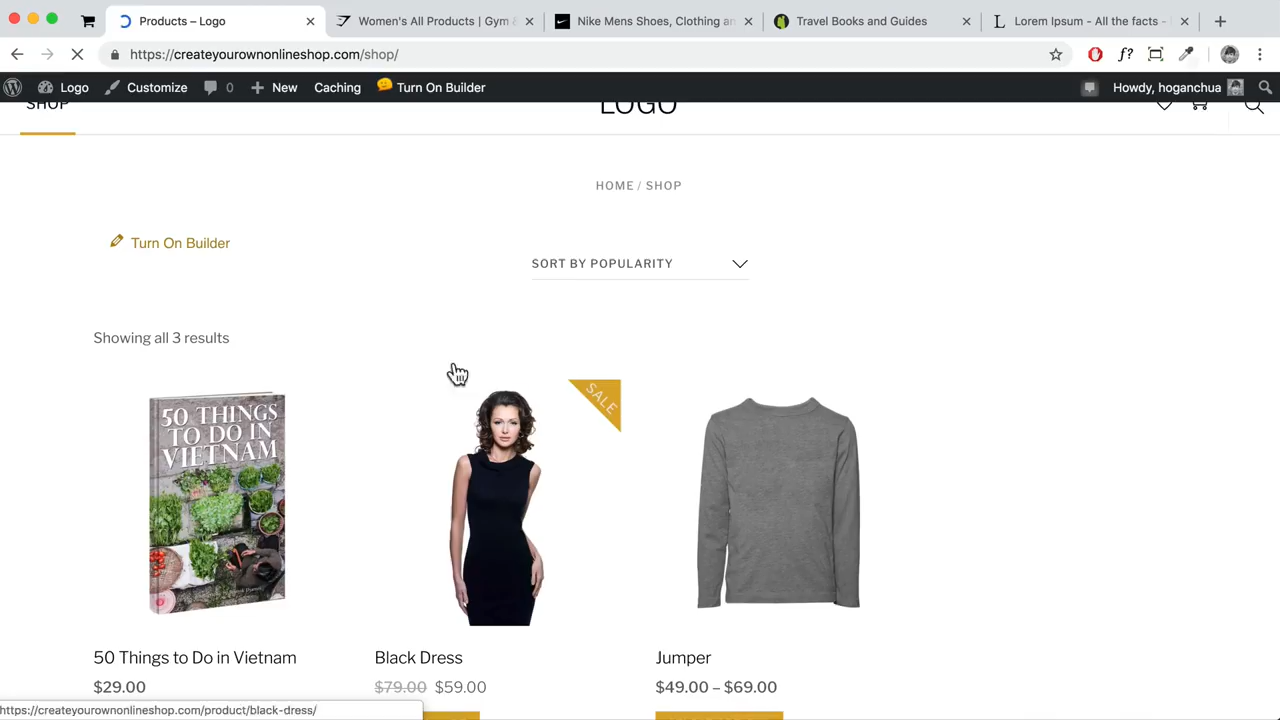 Products – Logo
Women's All Products | Gym &
Nike Mens Shoes, Clothing an
Travel Books and Guides
Lorem Ipsum - All the facts -
https://createyourownonlineshop.com/shop/
f?
Logo
Customize
0
New
Caching
Turn On Builder
Howdy, hoganchua
SHOP
LOGO
HOME / SHOP
Turn On Builder
SORT BY POPULARITY
Showing all 3 results
SALE
50 THINGS
TO DO IN
VIETNAM
50 Things to Do in Vietnam
Black Dress
Jumper
$29.00
$79.00 $59.00
$49.00 – $69.00
https://createyourownonlineshop.com/product/black-dress/